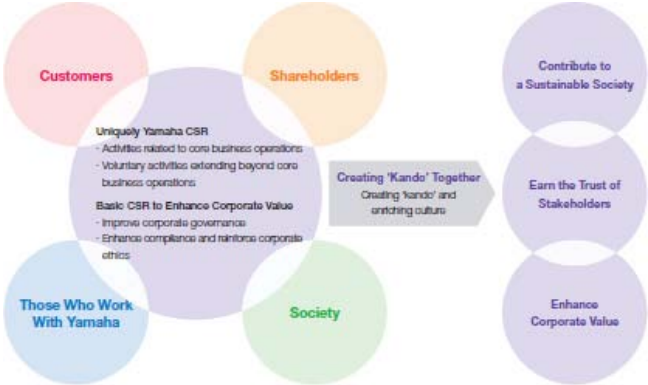 Customers
Shareholders
Uniquely Yamaha CSR
- Activities related to core business operations
- Voluntary activities extending beyond core
business operations
Basic CSR to Enhance Corporate Value
- Improve corporate governance
- Enhance compliance and reinforce corporate
ethics
Those Who Work
With Yamaha
Society
Creating 'Kando' Together
Creating 'kando' and
enriching culture
Contribute to
a Sustainable Society
Earn the Trust of
Stakeholders
Enhance
Corporate Value